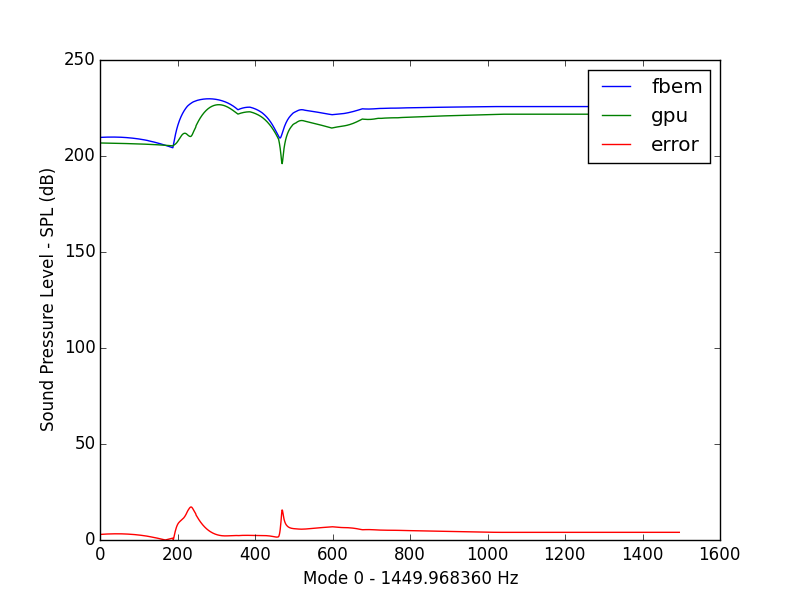 250
200
150
100
50
0
Sound Pressure Level - SPL (dB)
fbem
gpu
error
0 200 400 600 800 1000 1200 1400 1600
Mode 0 - 1449.968360 Hz